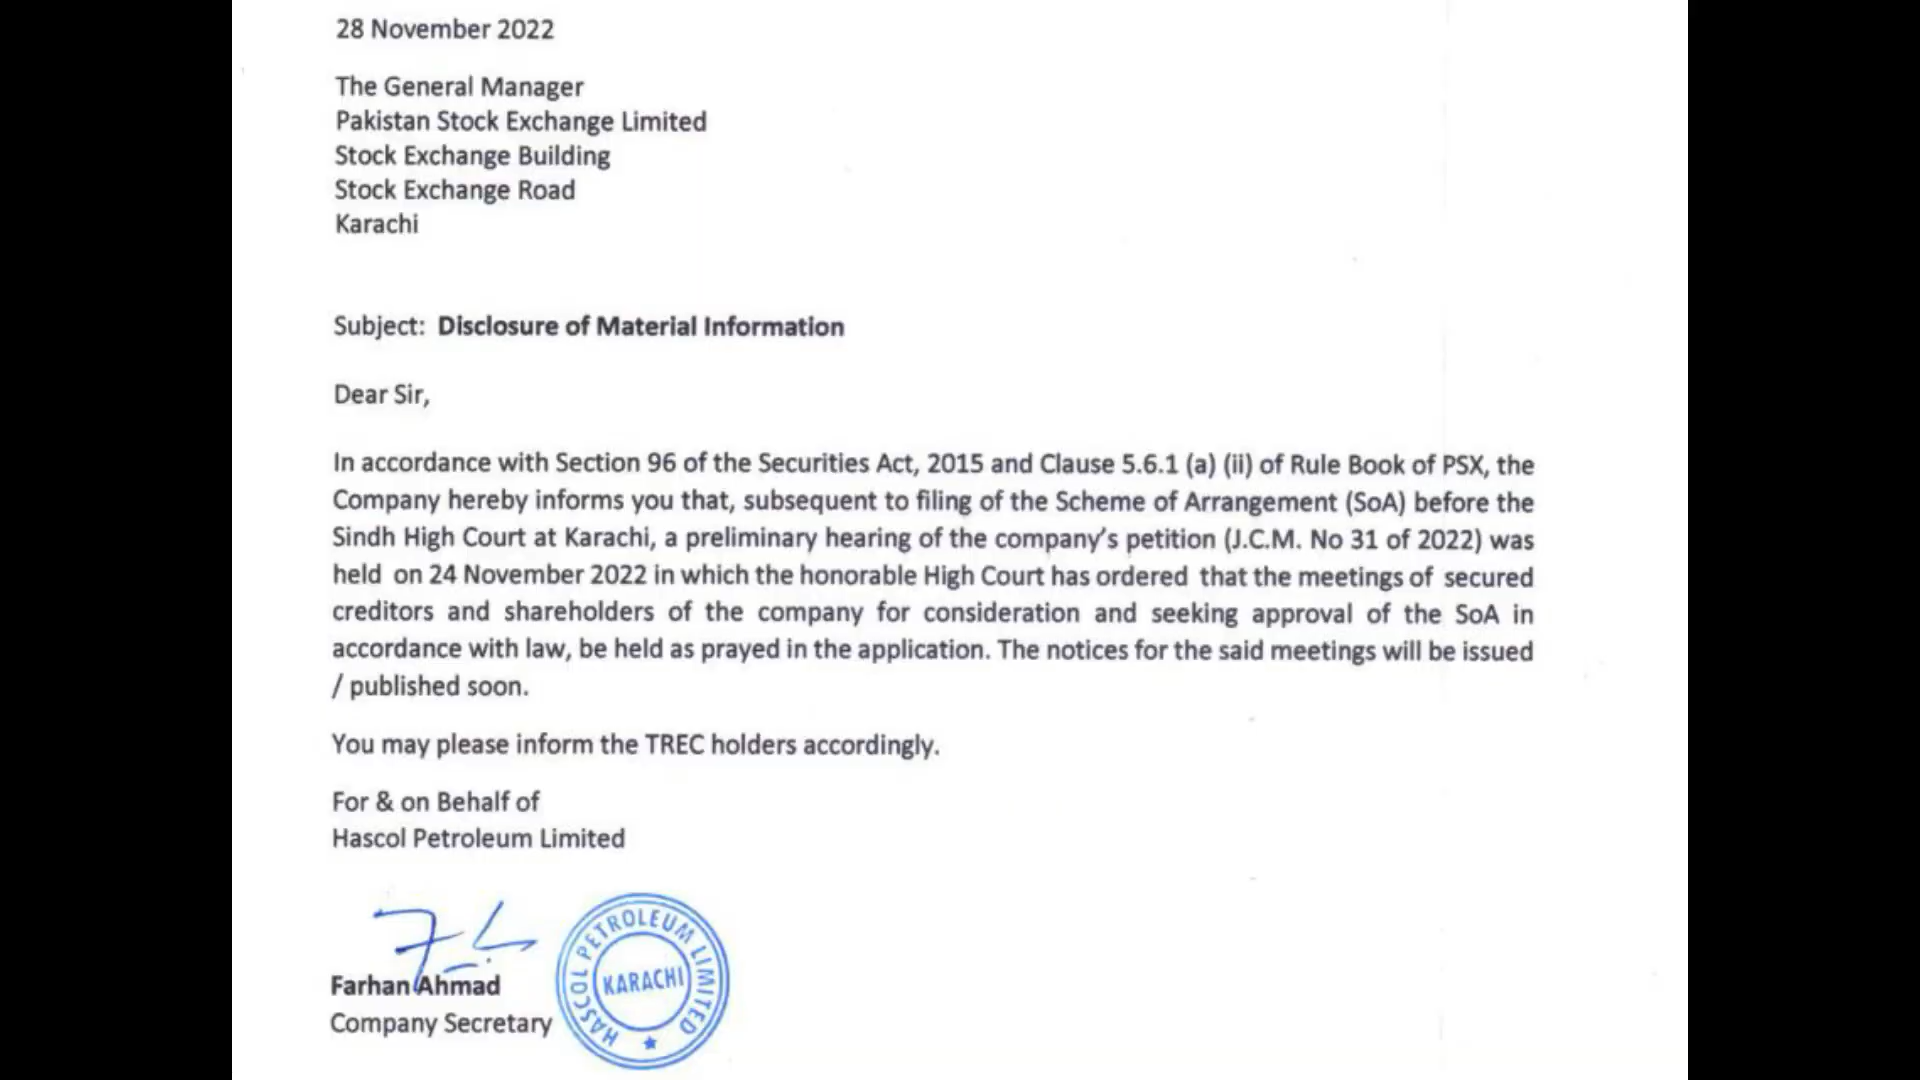 28 November 2022
The General Manager
Pakistan Stock Exchange Limited
Stock Exchange Building
Stock Exchange Road
Karachi
Subject: Disclosure of Material Information
Dear Sir,
In accordance with Section 96 of the Securities Act, 2015 and Clause 5.6.1 (a) (ii) of Rule Book of PSX, the
Company hereby informs you that, subsequent to filing of the Scheme of Arrangement (SoA) before the
Sindh High Court at Karachi, a preliminary hearing of the company's petition (J.C.M. No 31 of 2022) was
held on 24 November 2022 in which the honorable High Court has ordered that the meetings of secured
creditors and shareholders of the company for consideration and seeking approval of the SoA in
accordance with law, be held as prayed in the application. The notices for the said meetings will be issued
/ published soon.
You may please inform the TREC holders accordingly.
For & on Behalf of
Hascol Petroleum Limited
Farhan Ahmad
Company Secretary
HASCOL PETROLEUM LIMITED
KARACHI